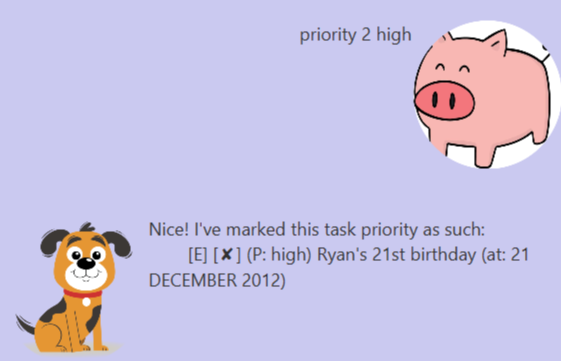 priority 2 high
Nice! I've marked this task priority as such:
[E] [✘] (P: high) Ryan's 21st birthday (at: 21
DECEMBER 2012)